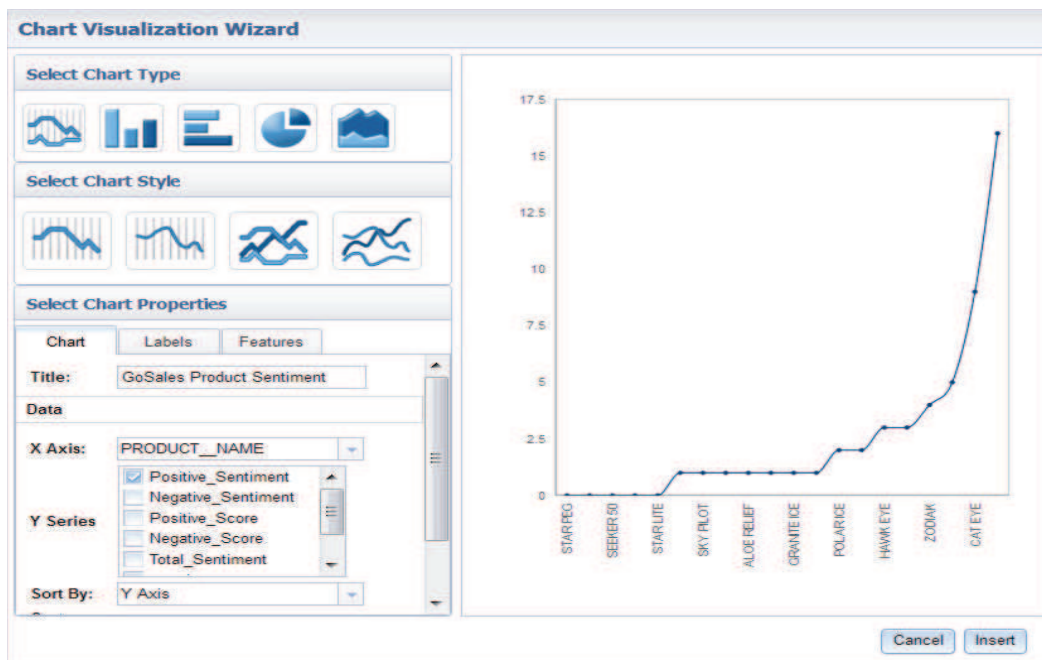 Chart Visualization Wizard
Select Chart Type
Select Chart Style
Select Chart Properties
Chart
Labels
Features
Title:
GoSales Product Sentiment
Data
X Axis:
PRODUCT__NAME
Y Series
Positive_Sentiment
Negative_Sentiment
Positive_Score
Negative_Score
Total_Sentiment
Sort By:
Y Axis
17.5
15
12.5
10
7.5
5
2.5
0
STAR PEG
SEEKER 50
STAR LITE
SKY PILOT
ALOE RELIEF
GRANITE ICE
POLAR ICE
HAWK EYE
ZODIAK
CAT EYE
Cancel
Insert